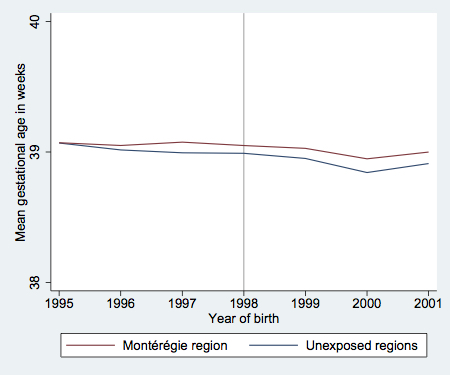 Mean gestational age in weeks
40
39
38
1995 1996 1997 1998 1999 2000 2001
Year of birth
Montérégie region Unexposed regions